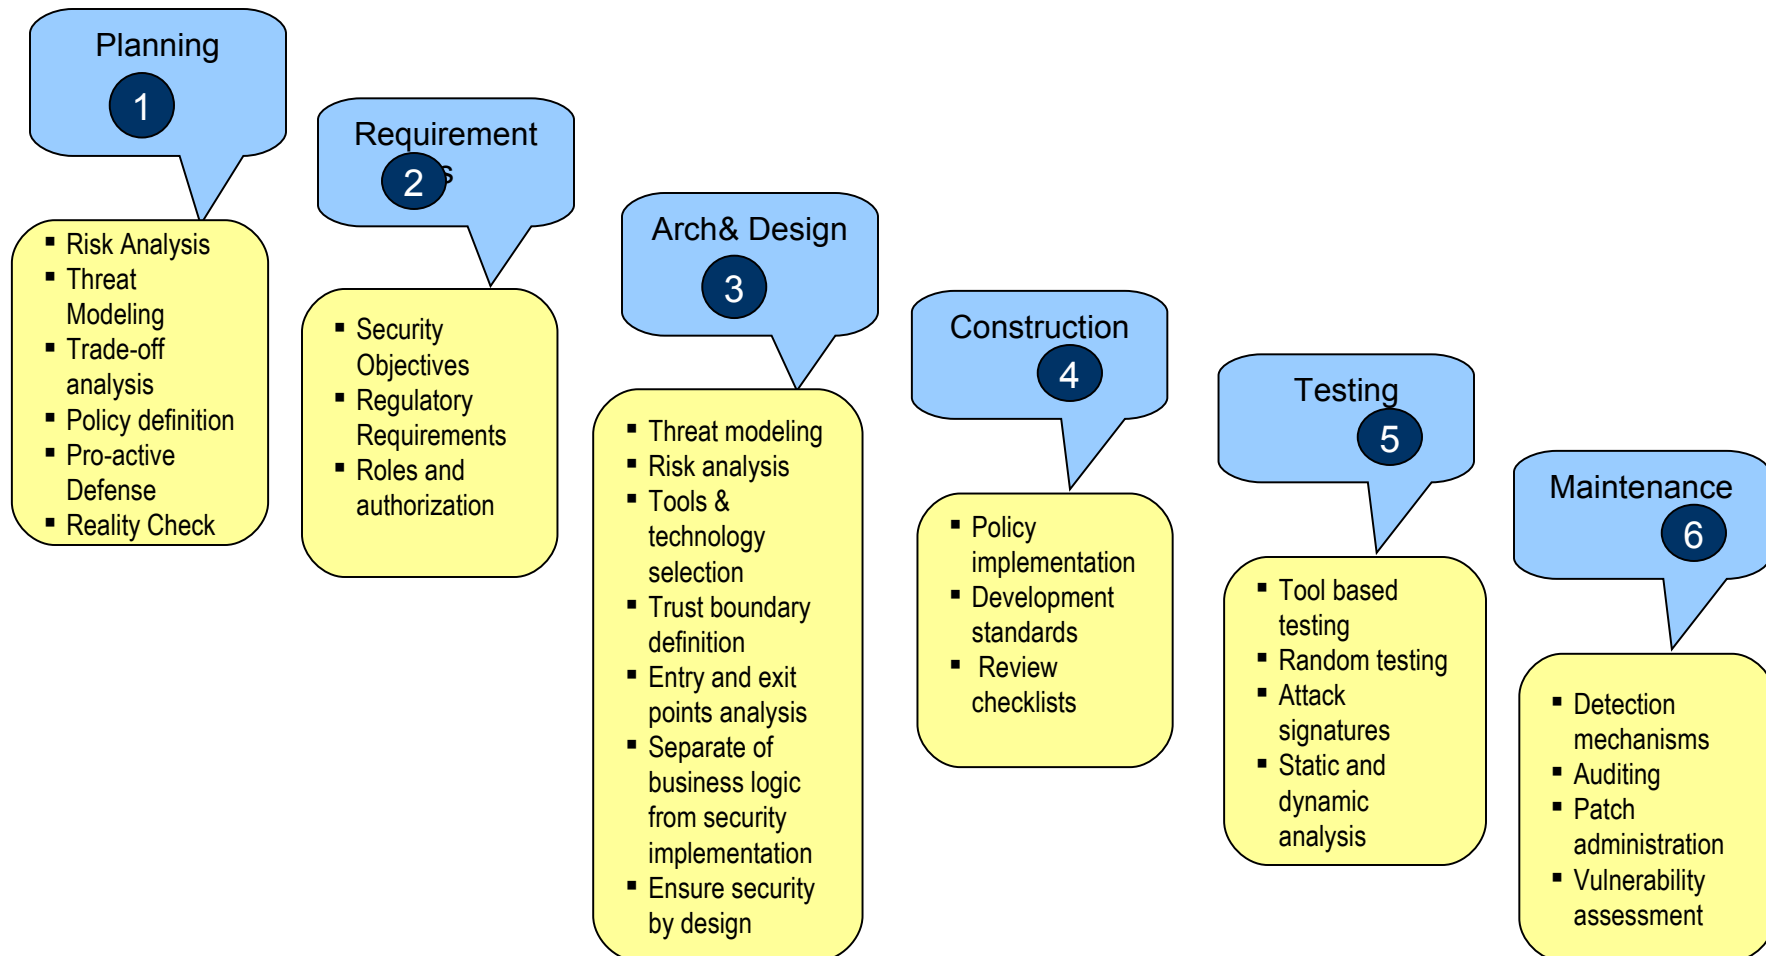 Planning
1
▪ Risk Analysis
▪ Threat
Modeling
▪ Trade-off
analysis
▪ Policy definition
▪ Pro-active
Defense
▪ Reality Check
Requirement
s
2
▪ Security
Objectives
▪ Regulatory
Requirements
▪ Roles and
authorization
Arch& Design
3
▪ Threat modeling
▪ Risk analysis
▪ Tools &
technology
selection
▪ Trust boundary
definition
▪ Entry and exit
points analysis
▪ Separate of
business logic
from security
implementation
▪ Ensure security
by design
Construction
4
▪ Policy
implementation
▪ Development
standards
▪ Review
checklists
Testing
5
▪ Tool based
testing
▪ Random testing
▪ Attack
signatures
▪ Static and
dynamic
analysis
Maintenance
6
▪ Detection
mechanisms
▪ Auditing
▪ Patch
administration
▪ Vulnerability
assessment